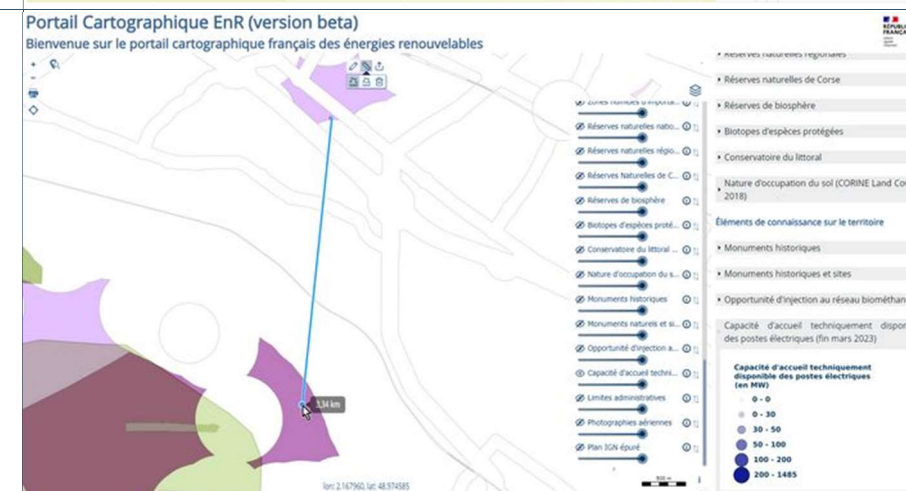 Portail Cartographique EnR (version beta)
Bienvenue sur le portail cartographique français des énergies renouvelables
Réserves naturelles régionales
Réserves naturelles de Corse
Réserves de biosphère
Biotopes d'espèces protégées
Conservatoire du littoral
Nature d'occupation du sol (CORINE Land Cov
2018)
Éléments de connaissance sur le territoire
Monuments historiques
Monuments historiques et sites
Opportunité d'injection au réseau biométhan
Capacité d'accueil techniquement dispon
des postes électriques (fin mars 2023)
Capacité d'accueil techniquement
disponible des postes électriques
(en MW)
0 - 0
0 - 30
30 - 50
50 - 100
100 - 200
200 - 1485
Zones humides d'importa...
Réserves naturelles natio...
Réserves naturelles régio...
Réserves Naturelles de C...
Réserves de biosphère
Biotopes d'espèces proté...
Conservatoire du littoral ...
Nature d'occupation du s...
Monuments historiques
Monuments naturels et si...
Opportunité d'injection a...
Capacité d'accueil techni...
Limites administratives
Photographies aériennes
Plan IGN épuré
3,34 km
lon: 2.167960, lat: 48.974585